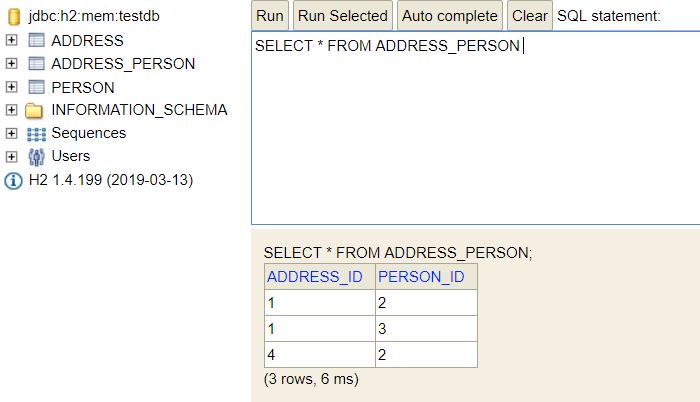 jdbc:h2:mem:testdb
ADDRESS
ADDRESS_PERSON
PERSON
INFORMATION_SCHEMA
Sequences
Users
H2 1.4.199 (2019-03-13)
Run Run Selected Auto complete Clear SQL statement:
SELECT * FROM ADDRESS_PERSON
SELECT * FROM ADDRESS_PERSON;
ADDRESS_ID PERSON_ID
1 2
1 3
4 2
(3 rows, 6 ms)